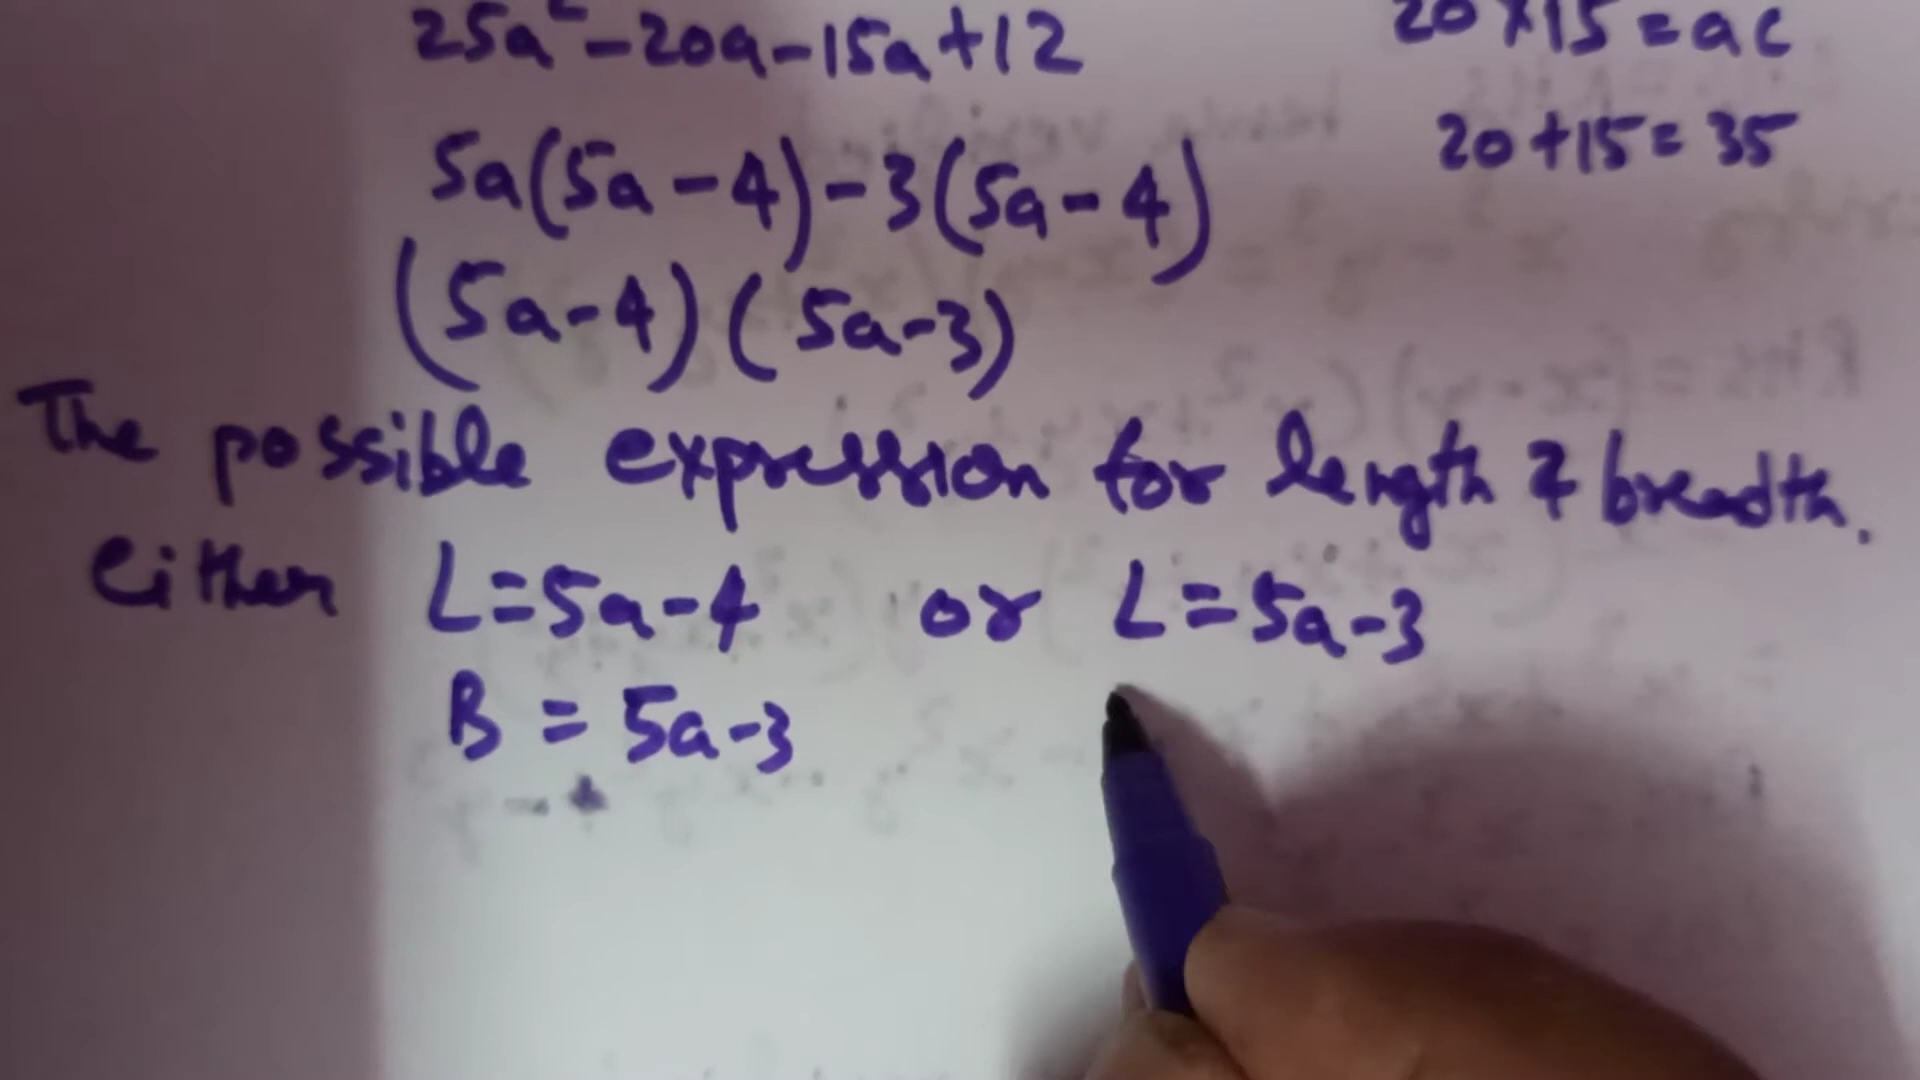 25a²-20a-15a+12
20×15=ac
20+15=35
5a(5a-4)-3(5a-4)
(5a-4)(5a-3)
The possible expression for length & breadth.
either L=5a-4 or L=5a-3
B = 5a-3